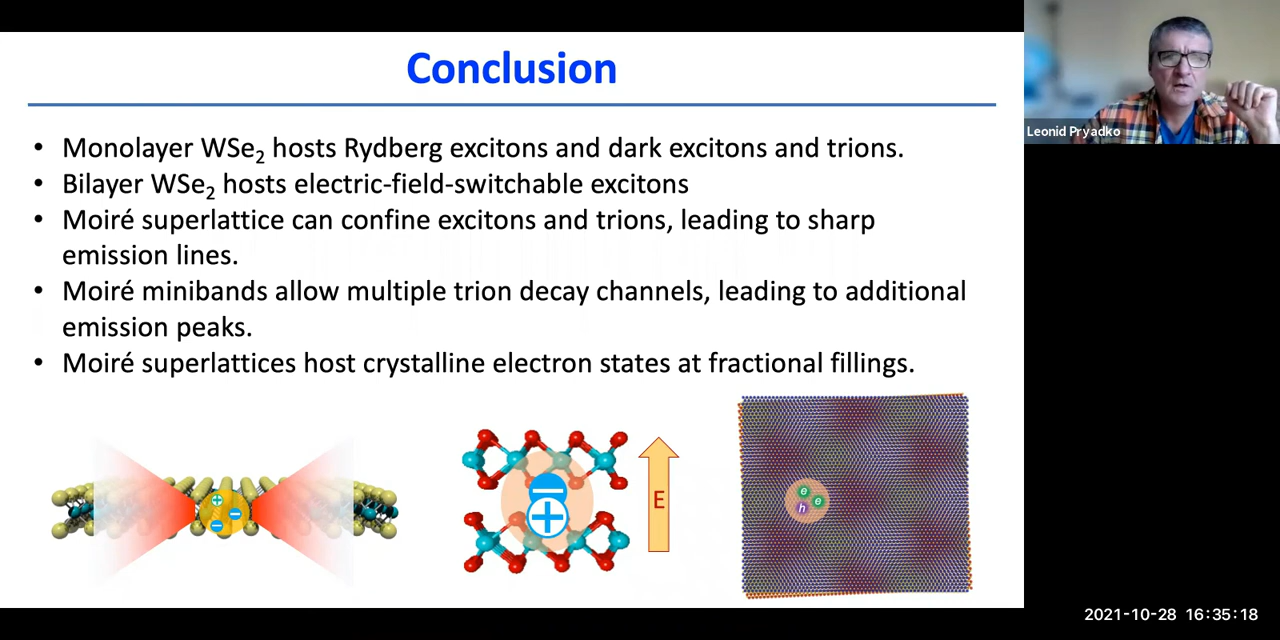 Conclusion
• Monolayer WSe₂ hosts Rydberg excitons and dark excitons and trions.
• Bilayer WSe₂ hosts electric-field-switchable excitons
• Moiré superlattice can confine excitons and trions, leading to sharp
emission lines.
• Moiré minibands allow multiple trion decay channels, leading to additional
emission peaks.
• Moiré superlattices host crystalline electron states at fractional fillings.
E
e
e
h
Leonid Pryadko
2021-10-28 16:35:18